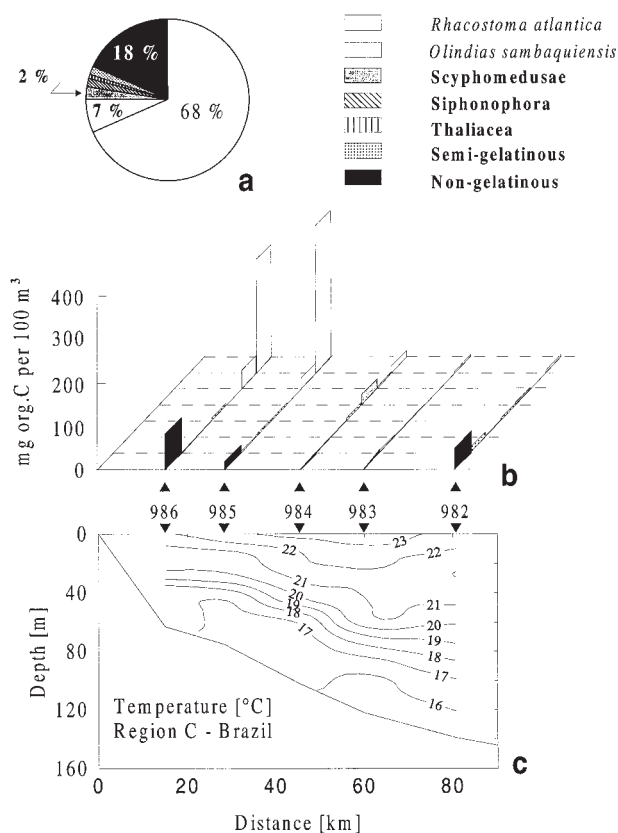 18 %
2 %
7 %
68 %
a
Rhacostoma atlantica
Olindias sambaquiensis
Scyphomedusae
Siphonophora
Thaliacea
Semi-gelatinous
Non-gelatinous
mg org.C per 100 m³
400
300
200
100
0
b
986 985 984 983 982
Depth [m]
0
40
80
120
160
23
22 22
21 21
20 20
19 19
18 18
17 17
16
Temperature [°C]
Region C - Brazil
c
0 20 40 60 80
Distance [km]